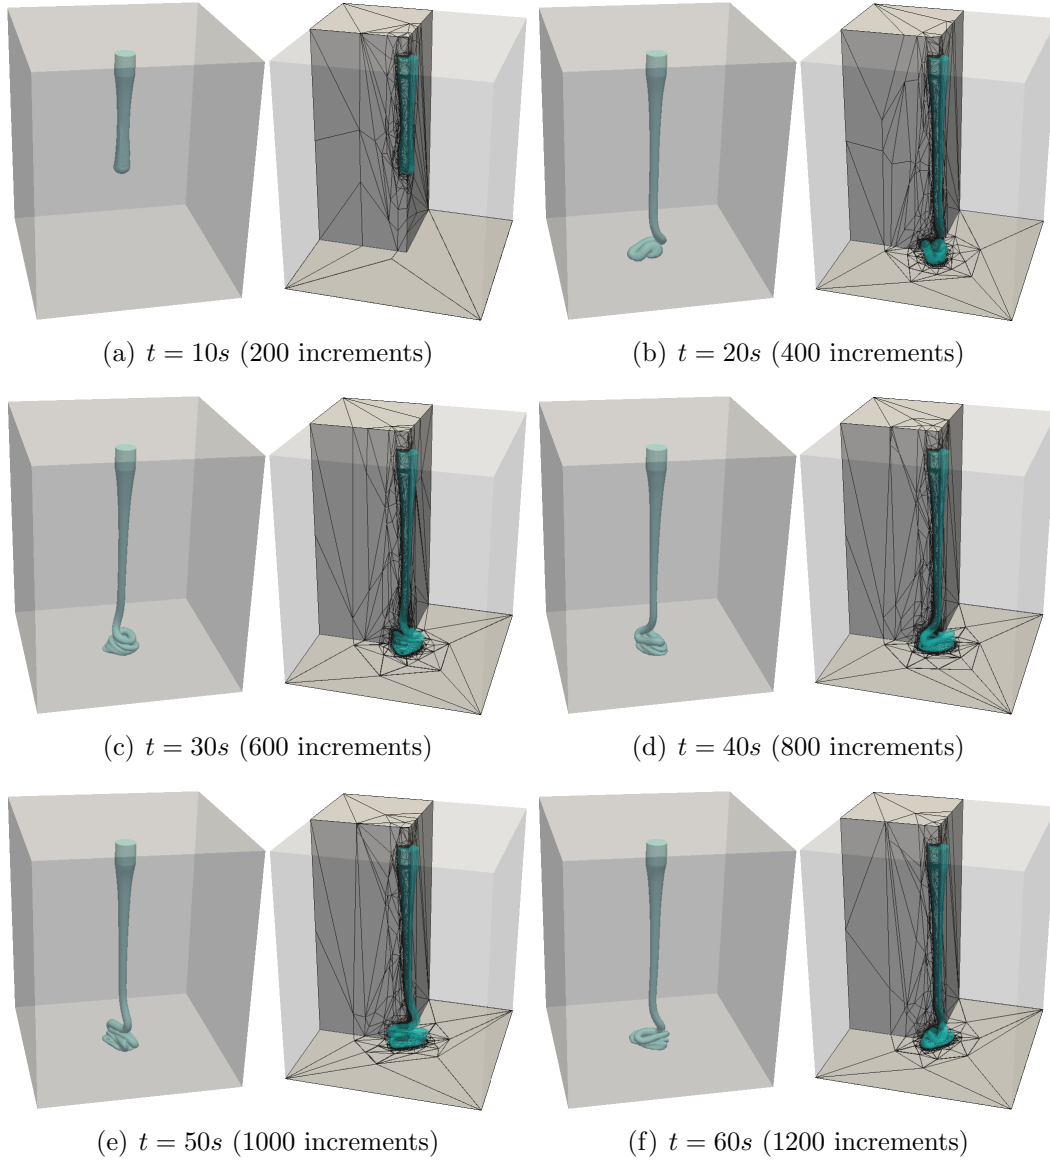 (a) t = 10s (200 increments)
(b) t = 20s (400 increments)
(c) t = 30s (600 increments)
(d) t = 40s (800 increments)
(e) t = 50s (1000 increments)
(f) t = 60s (1200 increments)